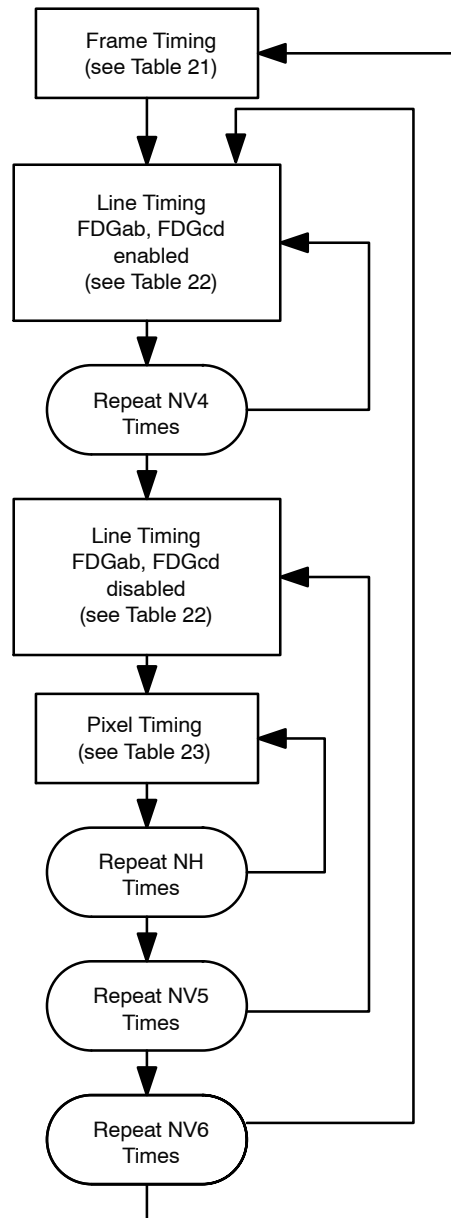 Frame Timing
(see Table 21)
Line Timing
FDGab, FDGcd
enabled
(see Table 22)
Repeat NV4
Times
Line Timing
FDGab, FDGcd
disabled
(see Table 22)
Pixel Timing
(see Table 23)
Repeat NH
Times
Repeat NV5
Times
Repeat NV6
Times